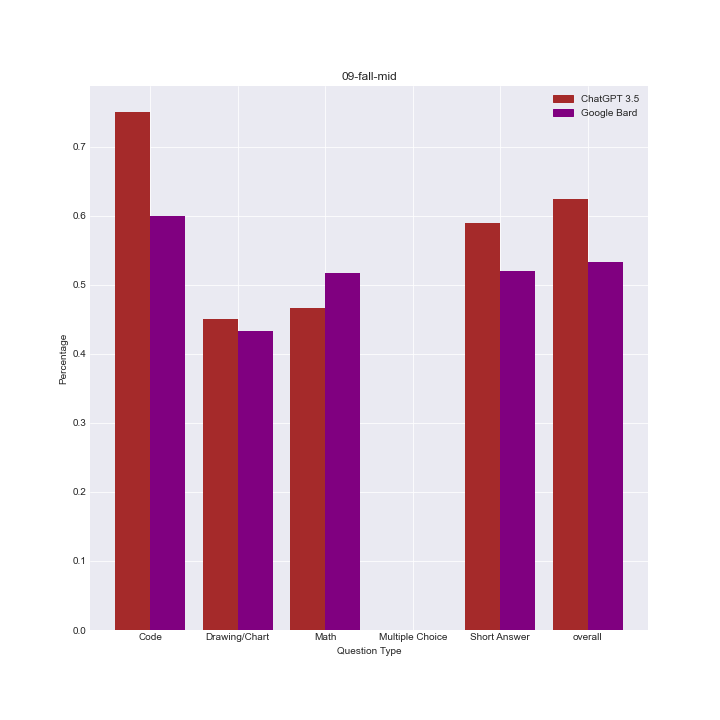 09-fall-mid
ChatGPT 3.5
Google Bard
Percentage
0.7
0.6
0.5
0.4
0.3
0.2
0.1
0.0
Code Drawing/Chart Math Multiple Choice Short Answer overall
Question Type